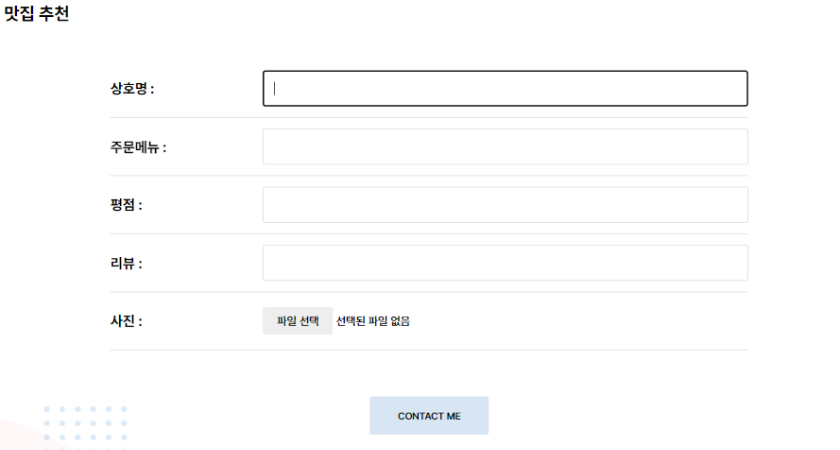 맛집 추천
상호명 :
주문메뉴 :
평점 :
리뷰 :
사진 : 파일 선택 선택된 파일 없음
CONTACT ME